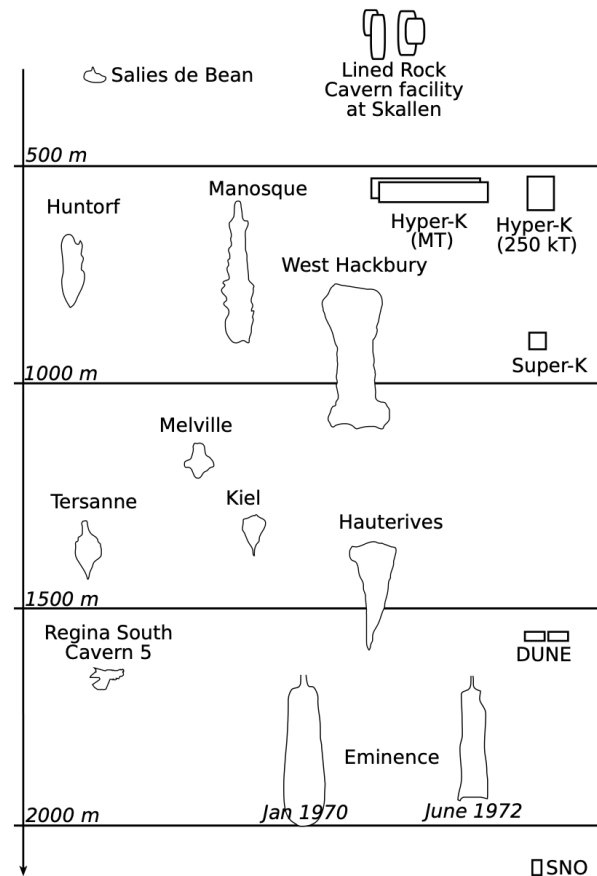 Salies de Bean
Lined Rock
Cavern facility
at Skallen
500 m
Huntorf
Manosque
Hyper-K
(MT)
Hyper-K
(250 kT)
West Hackbury
Super-K
1000 m
Melville
Tersanne
Kiel
Hauterives
1500 m
Regina South
Cavern 5
DUNE
Eminence
Jan 1970
June 1972
2000 m
SNO